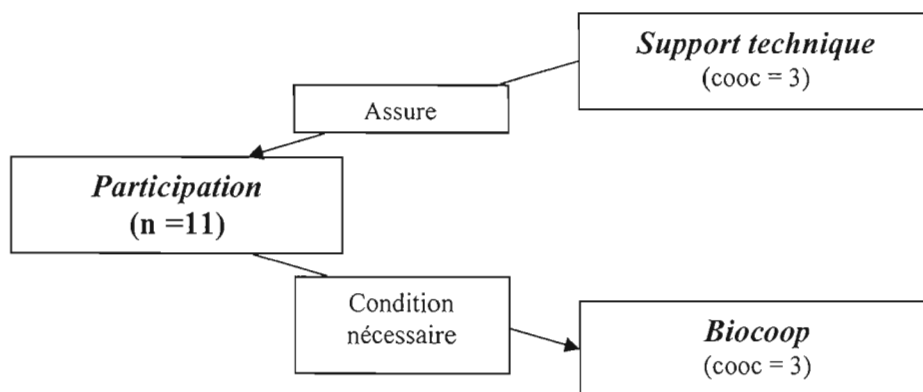 Support technique
(cooc = 3)
Assure
Participation
(n =11)
Condition
nécessaire
Biocoop
(cooc = 3)